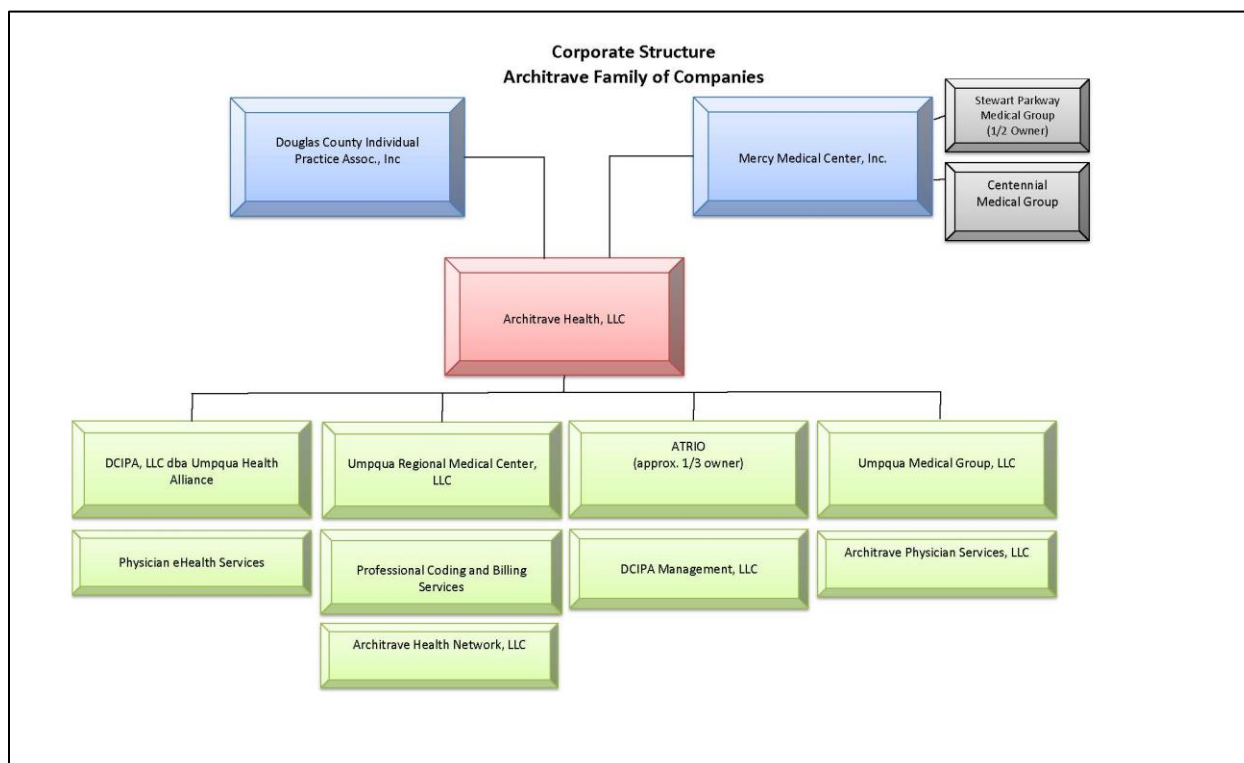 Corporate Structure
Architrave Family of Companies
Douglas County Individual
Practice Assoc., Inc
Mercy Medical Center, Inc.
Stewart Parkway
Medical Group
(1/2 Owner)
Centennial
Medical Group
Architrave Health, LLC
DCIPA, LLC dba Umpqua Health
Alliance
Umpqua Regional Medical Center,
LLC
ATRIO
(approx. 1/3 owner)
Umpqua Medical Group, LLC
Physician eHealth Services
Professional Coding and Billing
Services
DCIPA Management, LLC
Architrave Physician Services, LLC
Architrave Health Network, LLC